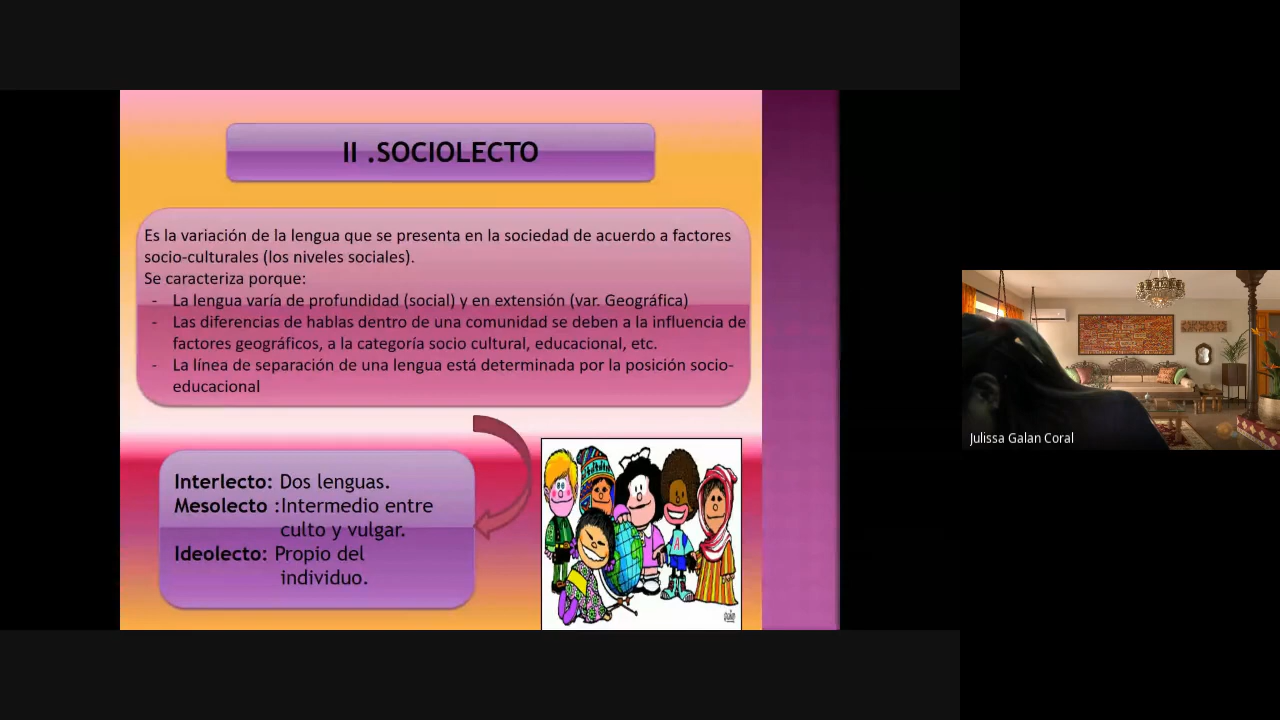 II .SOCIOLECTO
Es la variación de la lengua que se presenta en la sociedad de acuerdo a factores
socio-culturales (los niveles sociales).
Se caracteriza porque:
- La lengua varía de profundidad (social) y en extensión (var. Geográfica)
- Las diferencias de hablas dentro de una comunidad se deben a la influencia de
factores geográficos, a la categoría socio cultural, educacional, etc.
- La línea de separación de una lengua está determinada por la posición socio-
educacional
Interlecto: Dos lenguas.
Mesolecto :Intermedio entre
culto y vulgar.
Ideolecto: Propio del
individuo.
A
Julissa Galan Coral